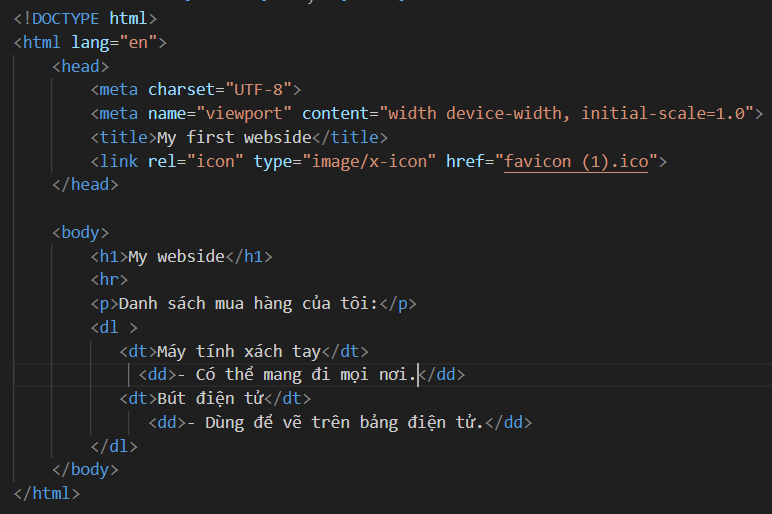 <!DOCTYPE html>
<html lang="en">
<head>
<meta charset="UTF-8">
<meta name="viewport" content="width device-width, initial-scale=1.0">
<title>My first webside</title>
<link rel="icon" type="image/x-icon" href="favicon (1).ico">
</head>
<body>
<h1>My webside</h1>
<hr>
<p>Danh sách mua hàng của tôi:</p>
<dl >
<dt>Máy tính xách tay</dt>
<dd>- Có thể mang đi mọi nơi.</dd>
<dt>Bút điện tử</dt>
<dd>- Dùng để vẽ trên bảng điện tử.</dd>
</dl>
</body>
</html>